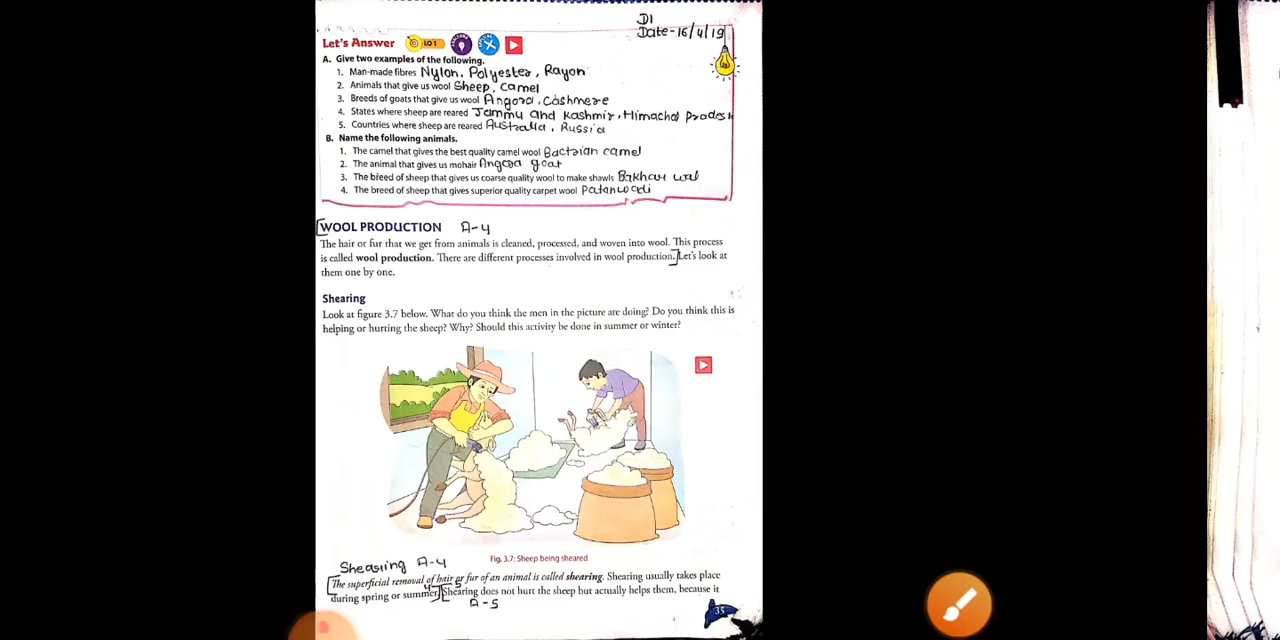 D1
Date-16/4/19
Let's Answer LO 1
A. Give two examples of the following.
1. Man-made fibres Nylon, Polyester, Rayon
2. Animals that give us wool Sheep, Camel
3. Breeds of goats that give us wool Angora, Cashmere
4. States where sheep are reared Jammu and Kashmir, Himachal Prades
5. Countries where sheep are reared Australia, Russia
B. Name the following animals.
1. The camel that gives the best quality camel wool Bactrian camel
2. The animal that gives us mohair Angora goat
3. The breed of sheep that gives us coarse quality wool to make shawls Bakhar wal
4. The breed of sheep that gives superior quality carpet wool Patanwadi
WOOL PRODUCTION A-4
The hair or fur that we get from animals is cleaned, processed, and woven into wool. This process
is called wool production. There are different processes involved in wool production. Let's look at
them one by one.
Shearing
Look at figure 3.7 below. What do you think the men in the picture are doing? Do you think this is
helping or hurting the sheep? Why? Should this activity be done in summer or winter?
Fig. 3.7: Sheep being sheared
Shearing A-4
The superficial removal of hair or fur of an animal is called shearing. Shearing usually takes place
during spring or summer. Shearing does not hurt the sheep but actually helps them, because it
A-5
35